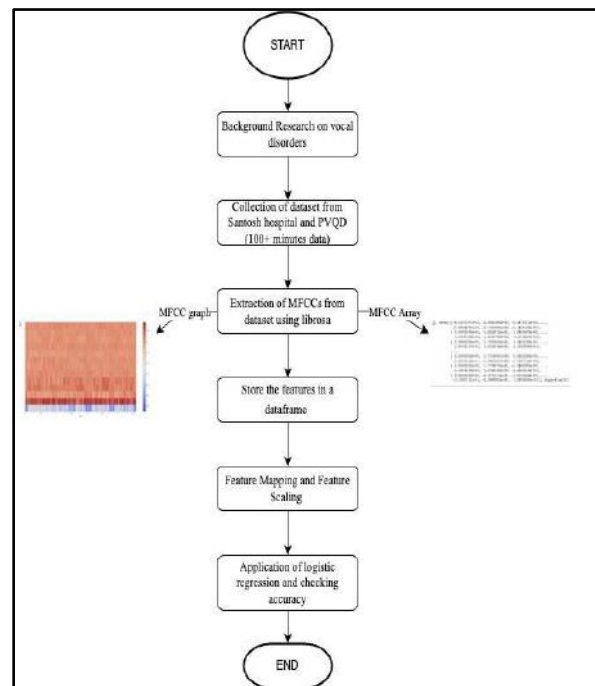 START
Background Research on vocal
disorders
Collection of dataset from
Santosh hospital and PVQD
(100+ minutes data)
MFCC graph
Extraction of MFCCs from
dataset using librosa
MFCC Array
Store the features in a
dataframe
Feature Mapping and Feature
Scaling
Application of logistic
regression and checking
accuracy
END